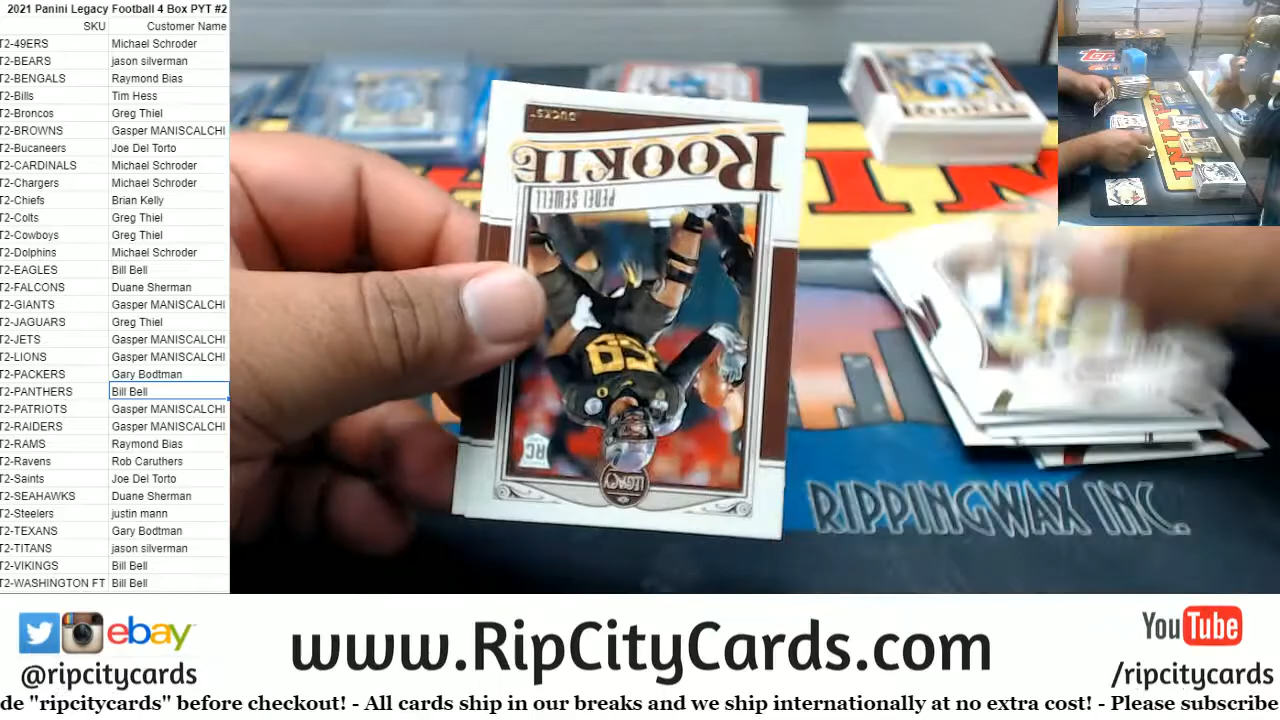 2021 Panini Legacy Football 4 Box PYT #2
SKU Customer Name
T2-49ERS Michael Schroder
T2-BEARS jason silverman
T2-BENGALS Raymond Bias
T2-Bills Tim Hess
T2-Broncos Greg Thiel
T2-BROWNS Gasper MANISCALCHI
T2-Bucaneers Joe Del Torto
T2-CARDINALS Michael Schroder
T2-Chargers Michael Schroder
T2-Chiefs Brian Kelly
T2-Colts Greg Thiel
T2-Cowboys Greg Thiel
T2-Dolphins Michael Schroder
T2-EAGLES Bill Bell
T2-FALCONS Duane Sherman
T2-GIANTS Gasper MANISCALCHI
T2-JAGUARS Greg Thiel
T2-JETS Gasper MANISCALCHI
T2-LIONS Gasper MANISCALCHI
T2-PACKERS Gary Bodtman
T2-PANTHERS Bill Bell
T2-PATRIOTS Gasper MANISCALCHI
T2-RAIDERS Gasper MANISCALCHI
T2-RAMS Raymond Bias
T2-Ravens Rob Caruthers
T2-Saints Joe Del Torto
T2-SEAHAWKS Duane Sherman
T2-Steelers justin mann
T2-TEXANS Gary Bodtman
T2-TITANS jason silverman
T2-VIKINGS Bill Bell
T2-WASHINGTON FT Bill Bell
DUCKS
ROOKIE
PENEI SEWELL
58
RC
LEGACY
ROOKIE
RIPPINGWAX INC.
Topps
PANINI
ebay
@ripcitycards
www.RipCityCards.com
YouTube
/ripcitycards
de "ripcitycards" before checkout! - All cards ship in our breaks and we ship internationally at no extra cost! - Please subscribe